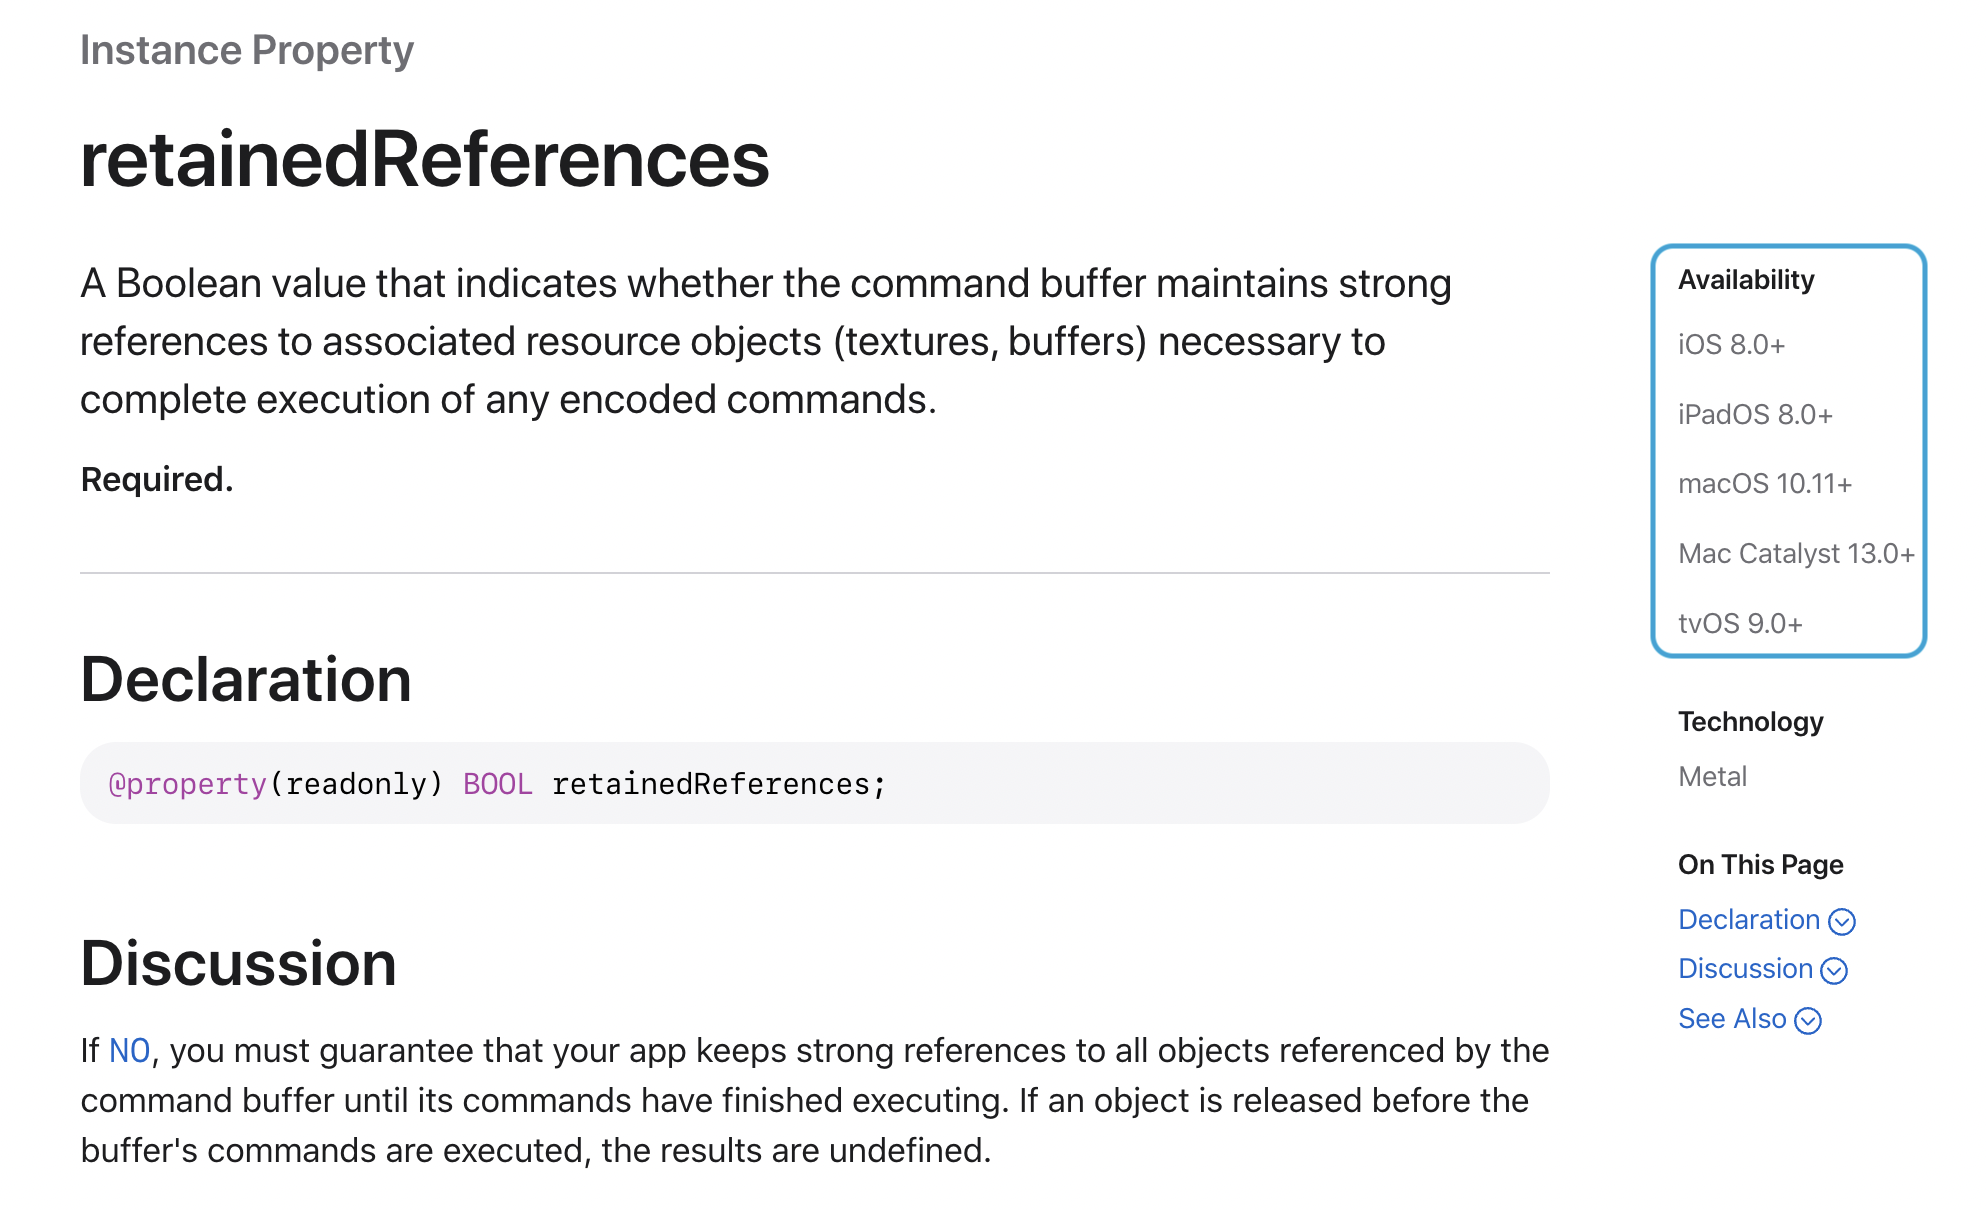 Instance Property
retainedReferences
A Boolean value that indicates whether the command buffer maintains strong
references to associated resource objects (textures, buffers) necessary to
complete execution of any encoded commands.
Required.
Declaration
@property(readonly) BOOL retainedReferences;
Discussion
If NO, you must guarantee that your app keeps strong references to all objects referenced by the
command buffer until its commands have finished executing. If an object is released before the
buffer's commands are executed, the results are undefined.
Availability
iOS 8.0+
iPadOS 8.0+
macOS 10.11+
Mac Catalyst 13.0+
tvOS 9.0+
Technology
Metal
On This Page
Declaration
Discussion
See Also